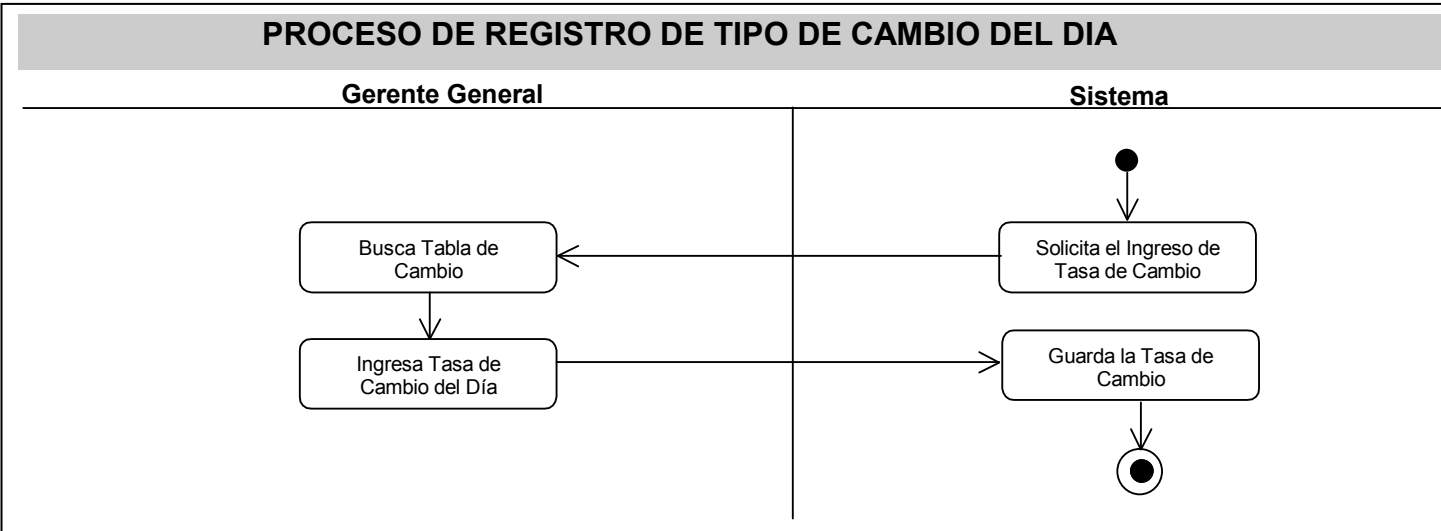 PROCESO DE REGISTRO DE TIPO DE CAMBIO DEL DIA
Gerente General
Sistema
Busca Tabla de
Cambio
Solicita el Ingreso de
Tasa de Cambio
Ingresa Tasa de
Cambio del Día
Guarda la Tasa de
Cambio